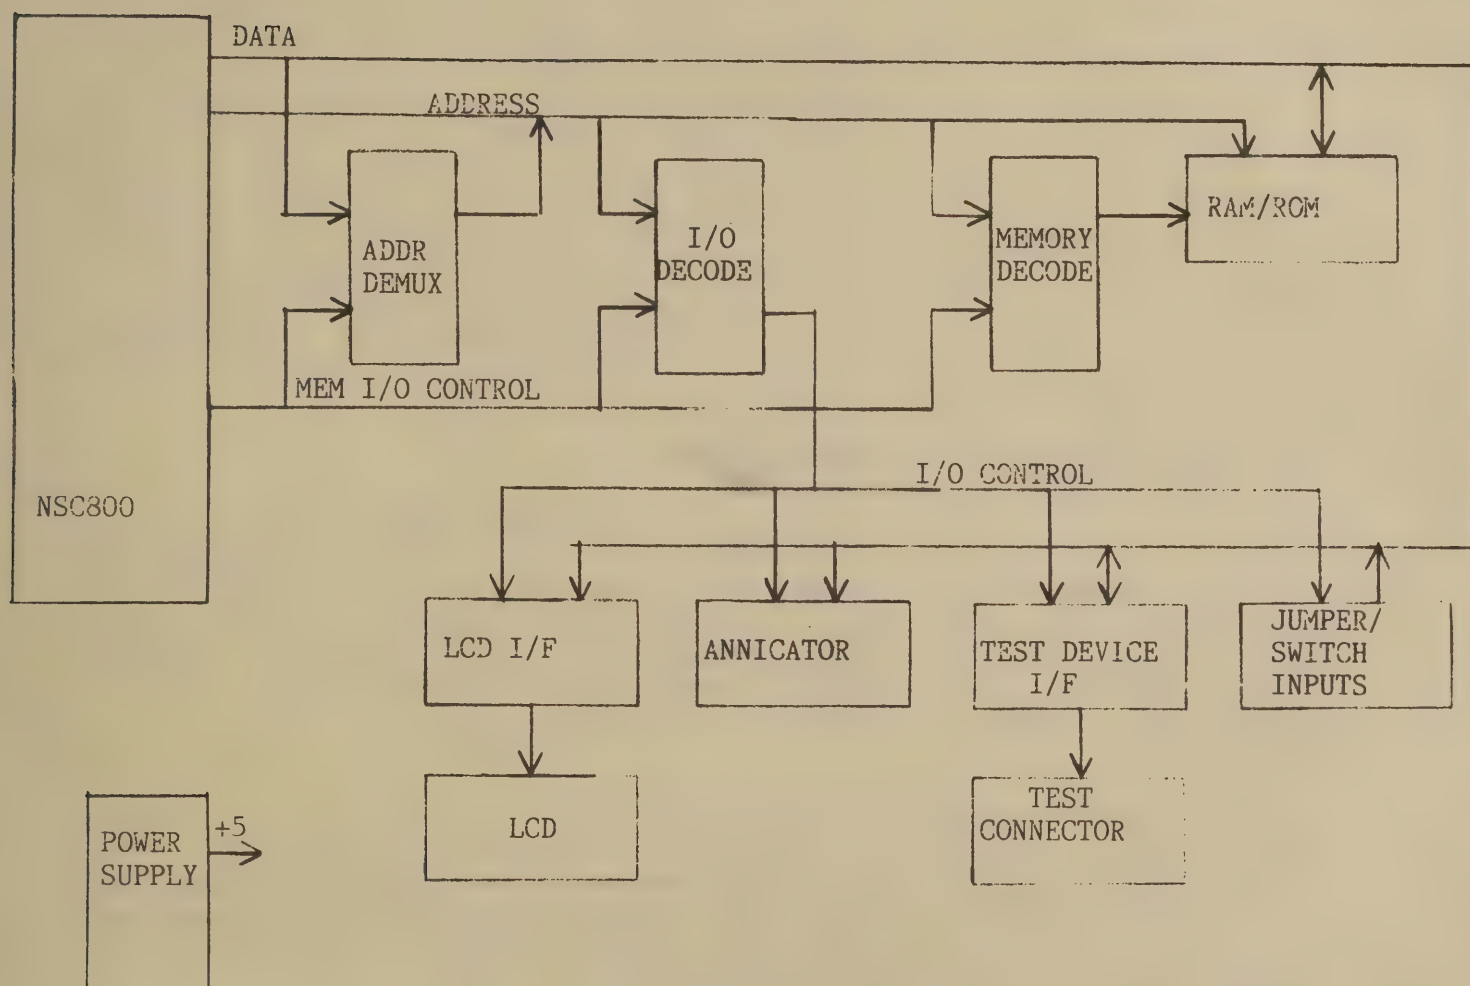 DATA
ADDRESS
ADDR
DEMUX
I/O
DECODE
MEMORY
DECODE
RAM/ROM
MEM I/O CONTROL
NSC800
I/O CONTROL
LCD I/F
ANNICATOR
TEST DEVICE
I/F
JUMPER/
SWITCH
INPUTS
LCD
TEST
CONNECTOR
POWER
SUPPLY
+5